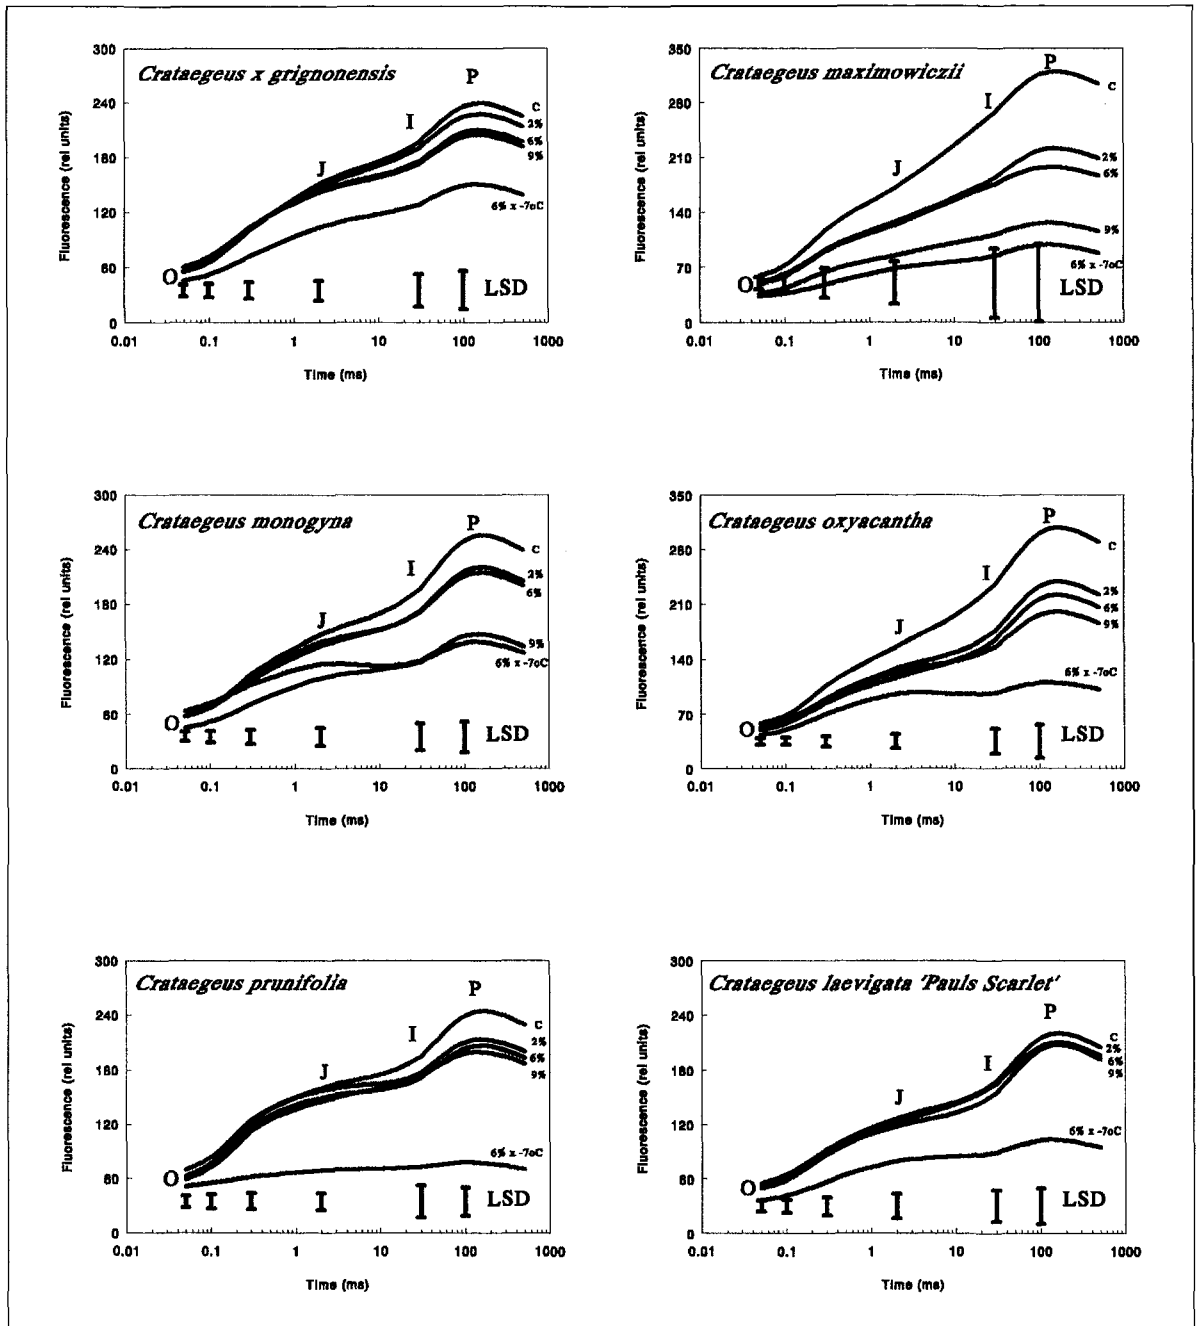 Crataegeus x grignonensis
Fluorescence (rel units)
300
240
180
120
60
0
O
J
I
P
C
2%
6%
9%
6% x -7oC
LSD
0.01 0.1 1 10 100 1000
Time (ms)
Crataegeus maximowiczii
Fluorescence (rel units)
350
280
210
140
70
0
O
J
I
P
C
2%
6%
9%
6% x -7oC
LSD
0.01 0.1 1 10 100 1000
Time (ms)
Crataegeus monogyna
Fluorescence (rel units)
300
240
180
120
60
0
O
J
I
P
C
2%
6%
9%
6% x -7oC
LSD
0.01 0.1 1 10 100 1000
Time (ms)
Crataegeus oxyacantha
Fluorescence (rel units)
350
280
210
140
70
0
O
J
I
P
C
2%
6%
9%
6% x -7oC
LSD
0.01 0.1 1 10 100 1000
Time (ms)
Crataegeus prunifolia
Fluorescence (rel units)
300
240
180
120
60
0
O
J
I
P
C
2%
6%
9%
6% x -7oC
LSD
0.01 0.1 1 10 100 1000
Time (ms)
Crataegeus laevigata 'Pauls Scarlet'
Fluorescence (rel units)
300
240
180
120
60
0
O
J
I
P
C
2%
6%
9%
6% x -7oC
LSD
0.01 0.1 1 10 100 1000
Time (ms)